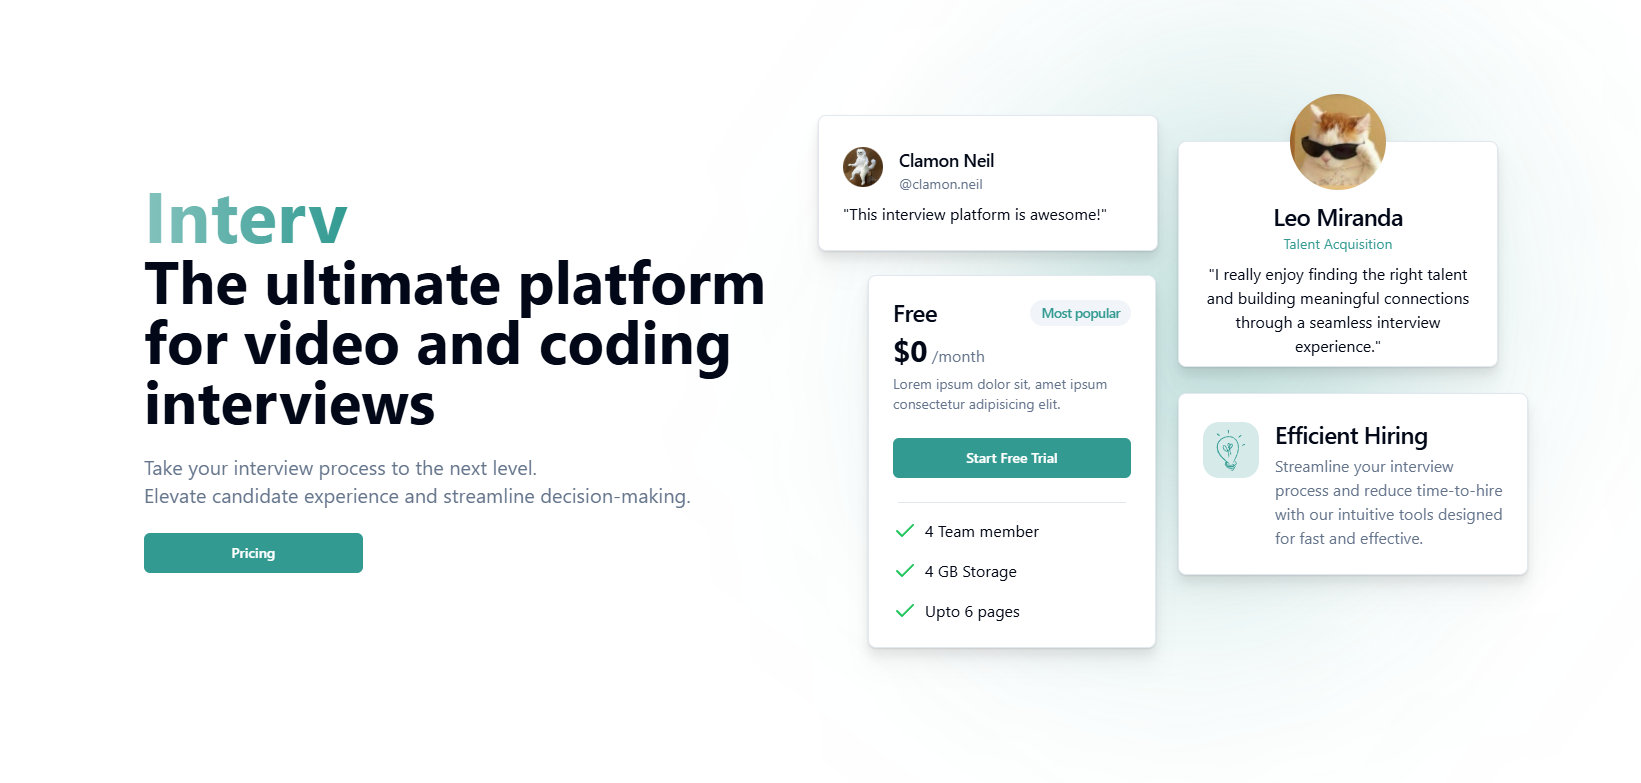 Interv
The ultimate platform
for video and coding
interviews
Take your interview process to the next level.
Elevate candidate experience and streamline decision-making.
Pricing
Clamon Neil
@clamon.neil
"This interview platform is awesome!"
Free
Most popular
$0 /month
Lorem ipsum dolor sit, amet ipsum
consectetur adipisicing elit.
Start Free Trial
4 Team member
4 GB Storage
Upto 6 pages
Leo Miranda
Talent Acquisition
"I really enjoy finding the right talent
and building meaningful connections
through a seamless interview
experience."
Efficient Hiring
Streamline your interview
process and reduce time-to-hire
with our intuitive tools designed
for fast and effective.